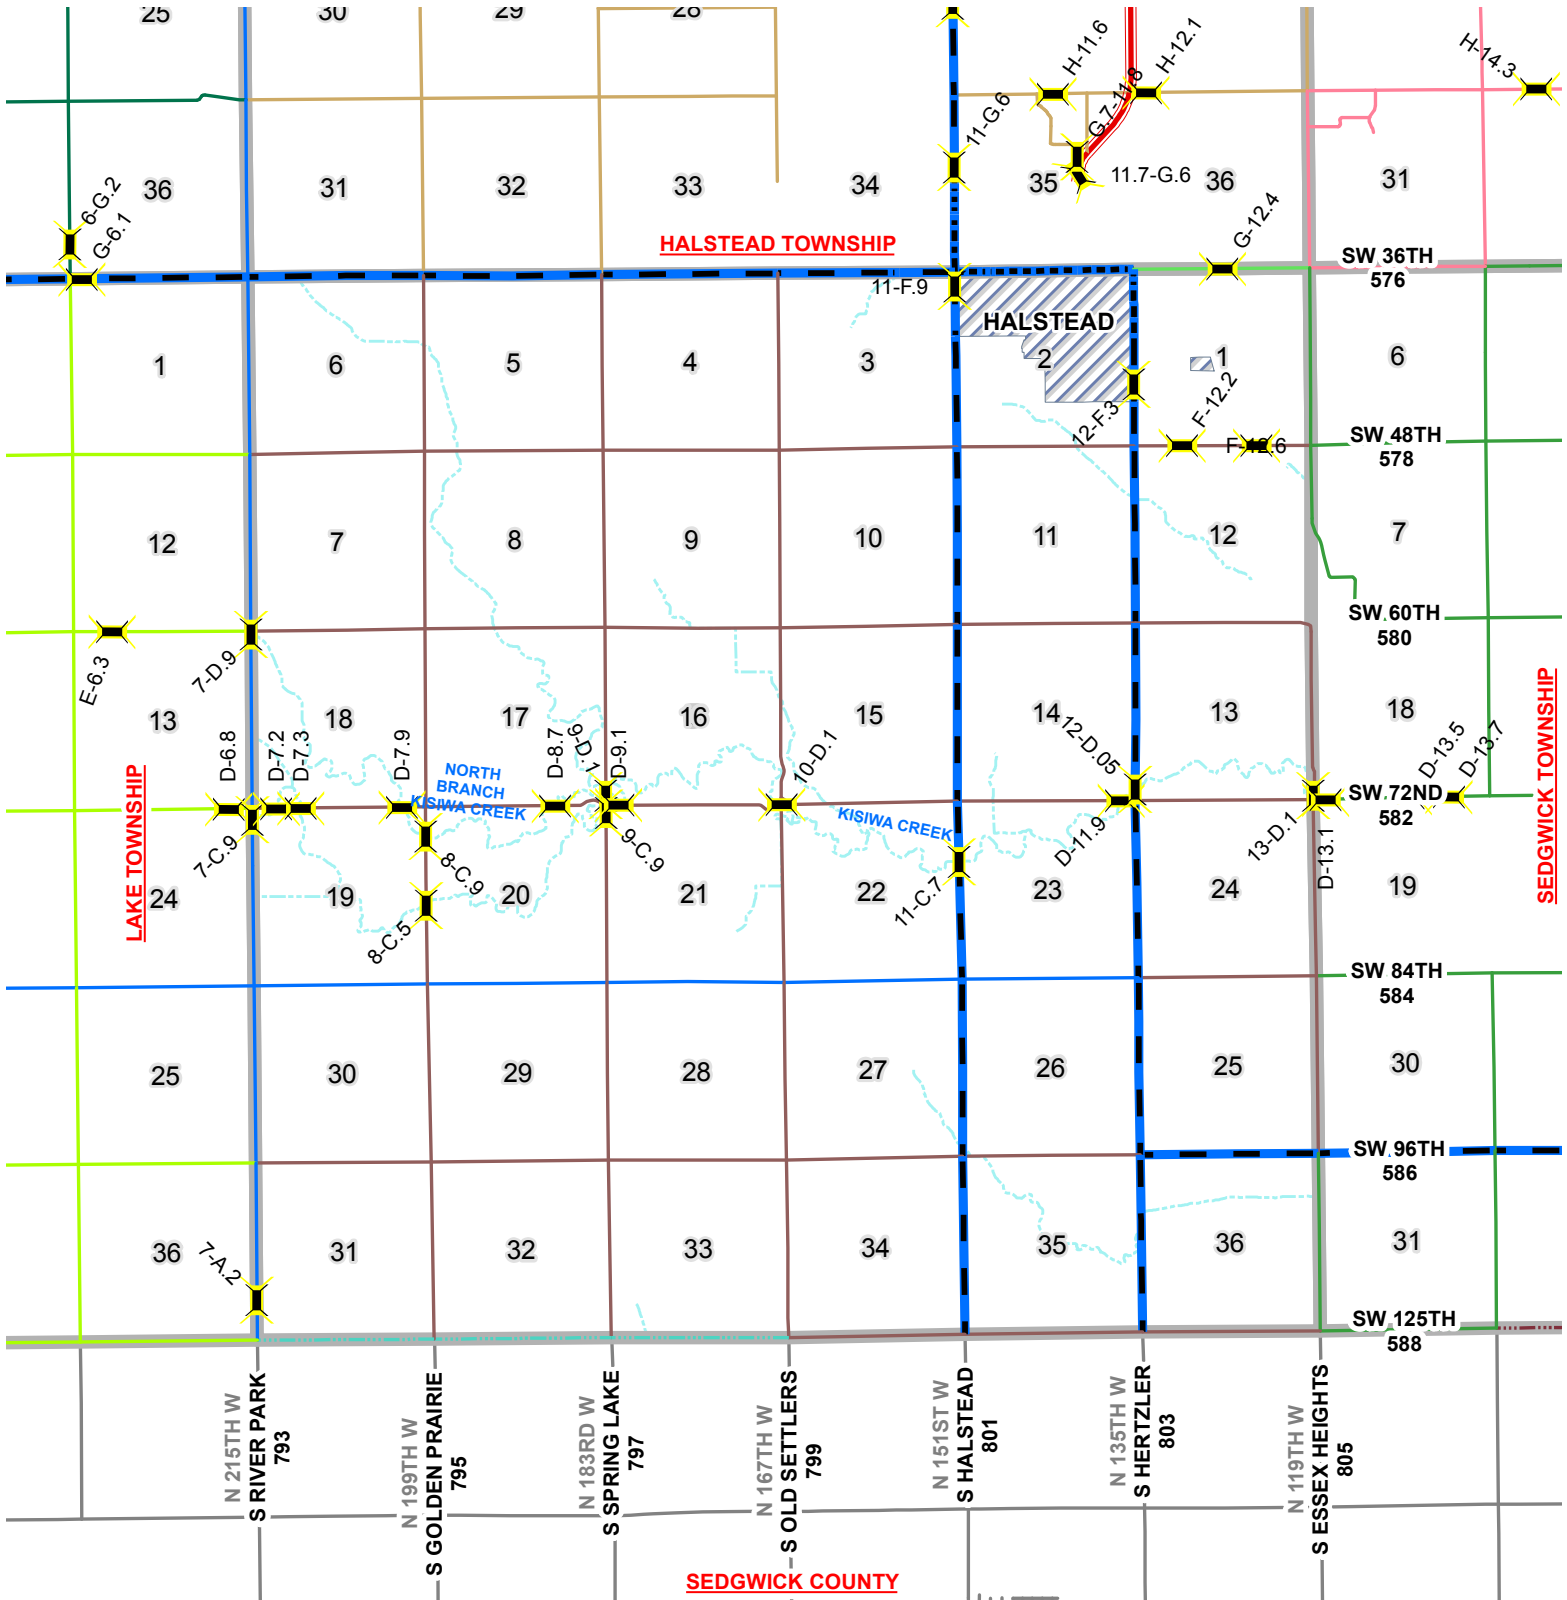 25
30
29
28
H-11.6
H-12.1
H-14.3
11-G.6
G.7-11.8
11.7-G.6
36
31
32
33
34
35
36
31
6-G.2
G-6.1
G-12.4
HALSTEAD TOWNSHIP
SW 36TH
576
11-F.9
HALSTEAD
1
6
5
4
3
2
1
6
12-F.3
F-12.2
F-12.6
SW 48TH
578
12
7
8
9
10
11
12
7
SW 60TH
580
E-6.3
7-D.9
13
18
17
16
15
14
13
18
LAKE TOWNSHIP
SEDGWICK TOWNSHIP
D-6.8
D-7.2
D-7.3
D-7.9
NORTH
BRANCH
KISIWA CREEK
D-8.7
9-D.1
D-9.1
10-D.1
KISIWA CREEK
12-D.05
D-11.9
13-D.1
D-13.1
D-13.5
D-13.7
SW 72ND
582
7-C.9
8-C.9
9-C.9
11-C.7
8-C.5
24
19
20
21
22
23
24
19
SW 84TH
584
25
30
29
28
27
26
25
30
SW 96TH
586
36
7-A.2
31
32
33
34
35
36
31
SW 125TH
588
N 215TH W
S RIVER PARK
793
N 199TH W
S GOLDEN PRAIRIE
795
N 183RD W
S SPRING LAKE
797
N 167TH W
S OLD SETTLERS
799
N 151ST W
S HALSTEAD
801
N 135TH W
S HERTZLER
803
N 119TH W
S ESSEX HEIGHTS
805
SEDGWICK COUNTY